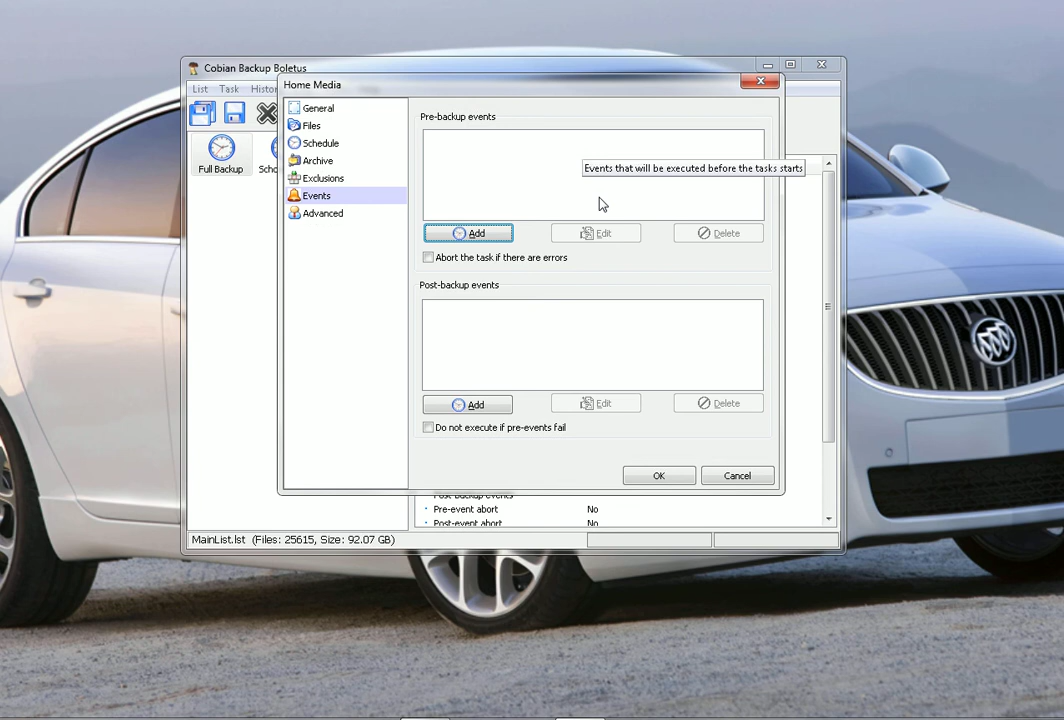 Cobian Backup Boletus
List Task Histor
Full Backup
Home Media
General
Files
Schedule
Archive
Exclusions
Events
Advanced
Pre-backup events
Events that will be executed before the tasks starts
Add Edit Delete
Abort the task if there are errors
Post-backup events
Add Edit Delete
Do not execute if pre-events fail
OK Cancel
Post-backup events
Pre-event abort No
Post-event abort No
MainList.lst (Files: 25615, Size: 92.07 GB)